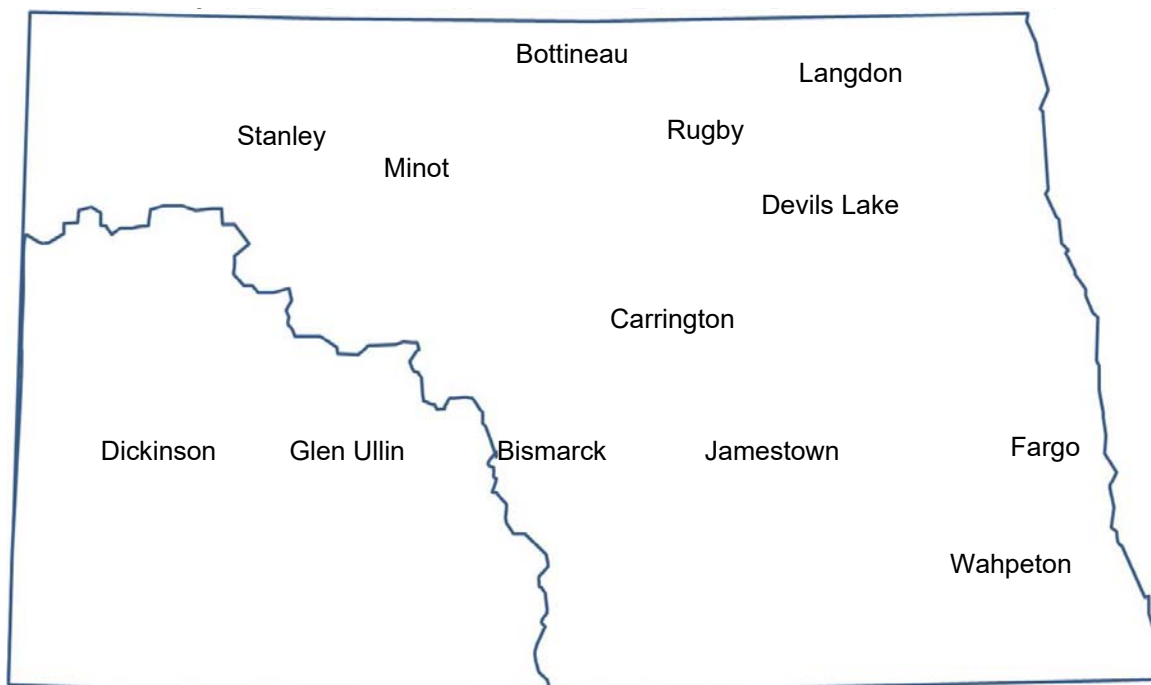 Bottineau
Langdon
Rugby
Stanley
Minot
Devils Lake
Carrington
Dickinson
Glen Ullin
Bismarck
Jamestown
Fargo
Wahpeton